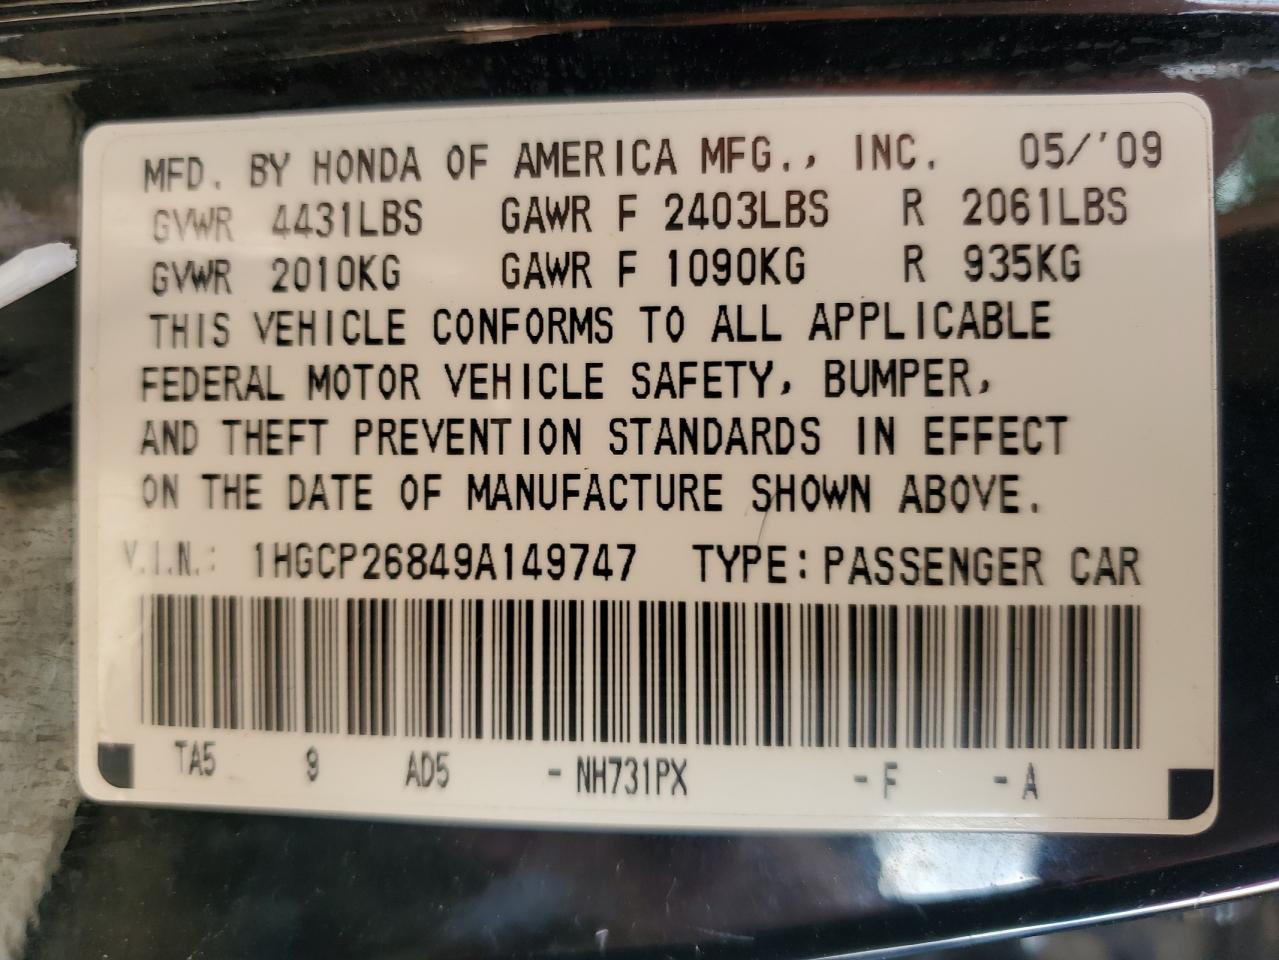 MFD. BY HONDA OF AMERICA MFG., INC. 05/'09
GVWR 4431LBS GAWR F 2403LBS R 2061LBS
GVWR 2010KG GAWR F 1090KG R 935KG
THIS VEHICLE CONFORMS TO ALL APPLICABLE
FEDERAL MOTOR VEHICLE SAFETY, BUMPER,
AND THEFT PREVENTION STANDARDS IN EFFECT
ON THE DATE OF MANUFACTURE SHOWN ABOVE.
V.I.N.: 1HGCP26849A149747 TYPE: PASSENGER CAR
TA5 9 AD5 - NH731PX - F - A